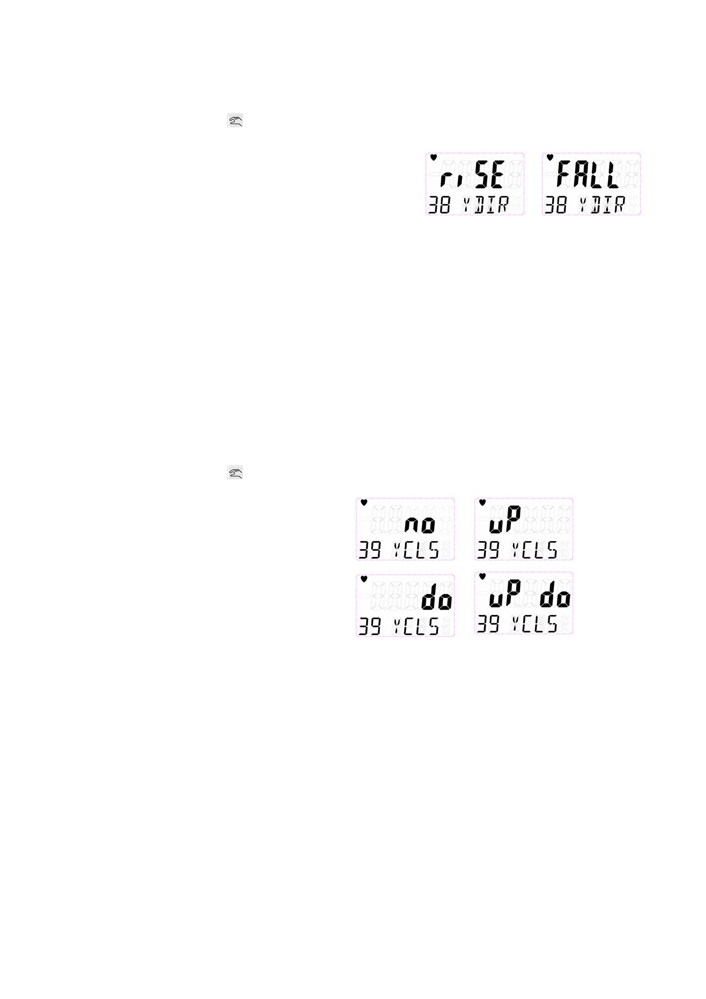 riSE FALL
38 YDIR 38 YDIR
no uP
39 YCLS 39 YCLS
do uP do
39 YCLS 39 YCLS